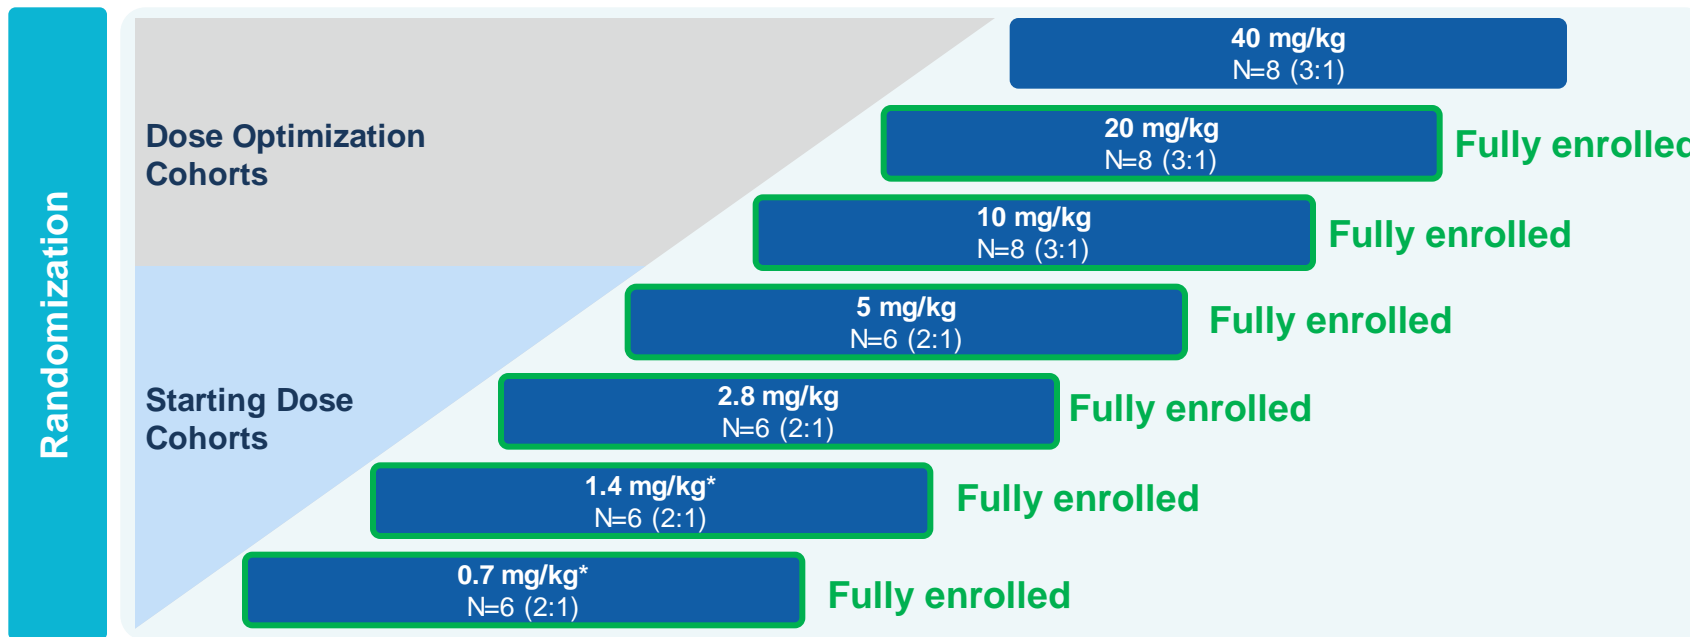 Randomization
Dose Optimization
Cohorts
Starting Dose
Cohorts
40 mg/kg
N=8 (3:1)
20 mg/kg
N=8 (3:1)
Fully enrolled
10 mg/kg
N=8 (3:1)
Fully enrolled
5 mg/kg
N=6 (2:1)
Fully enrolled
2.8 mg/kg
N=6 (2:1)
Fully enrolled
1.4 mg/kg*
N=6 (2:1)
Fully enrolled
0.7 mg/kg*
N=6 (2:1)
Fully enrolled